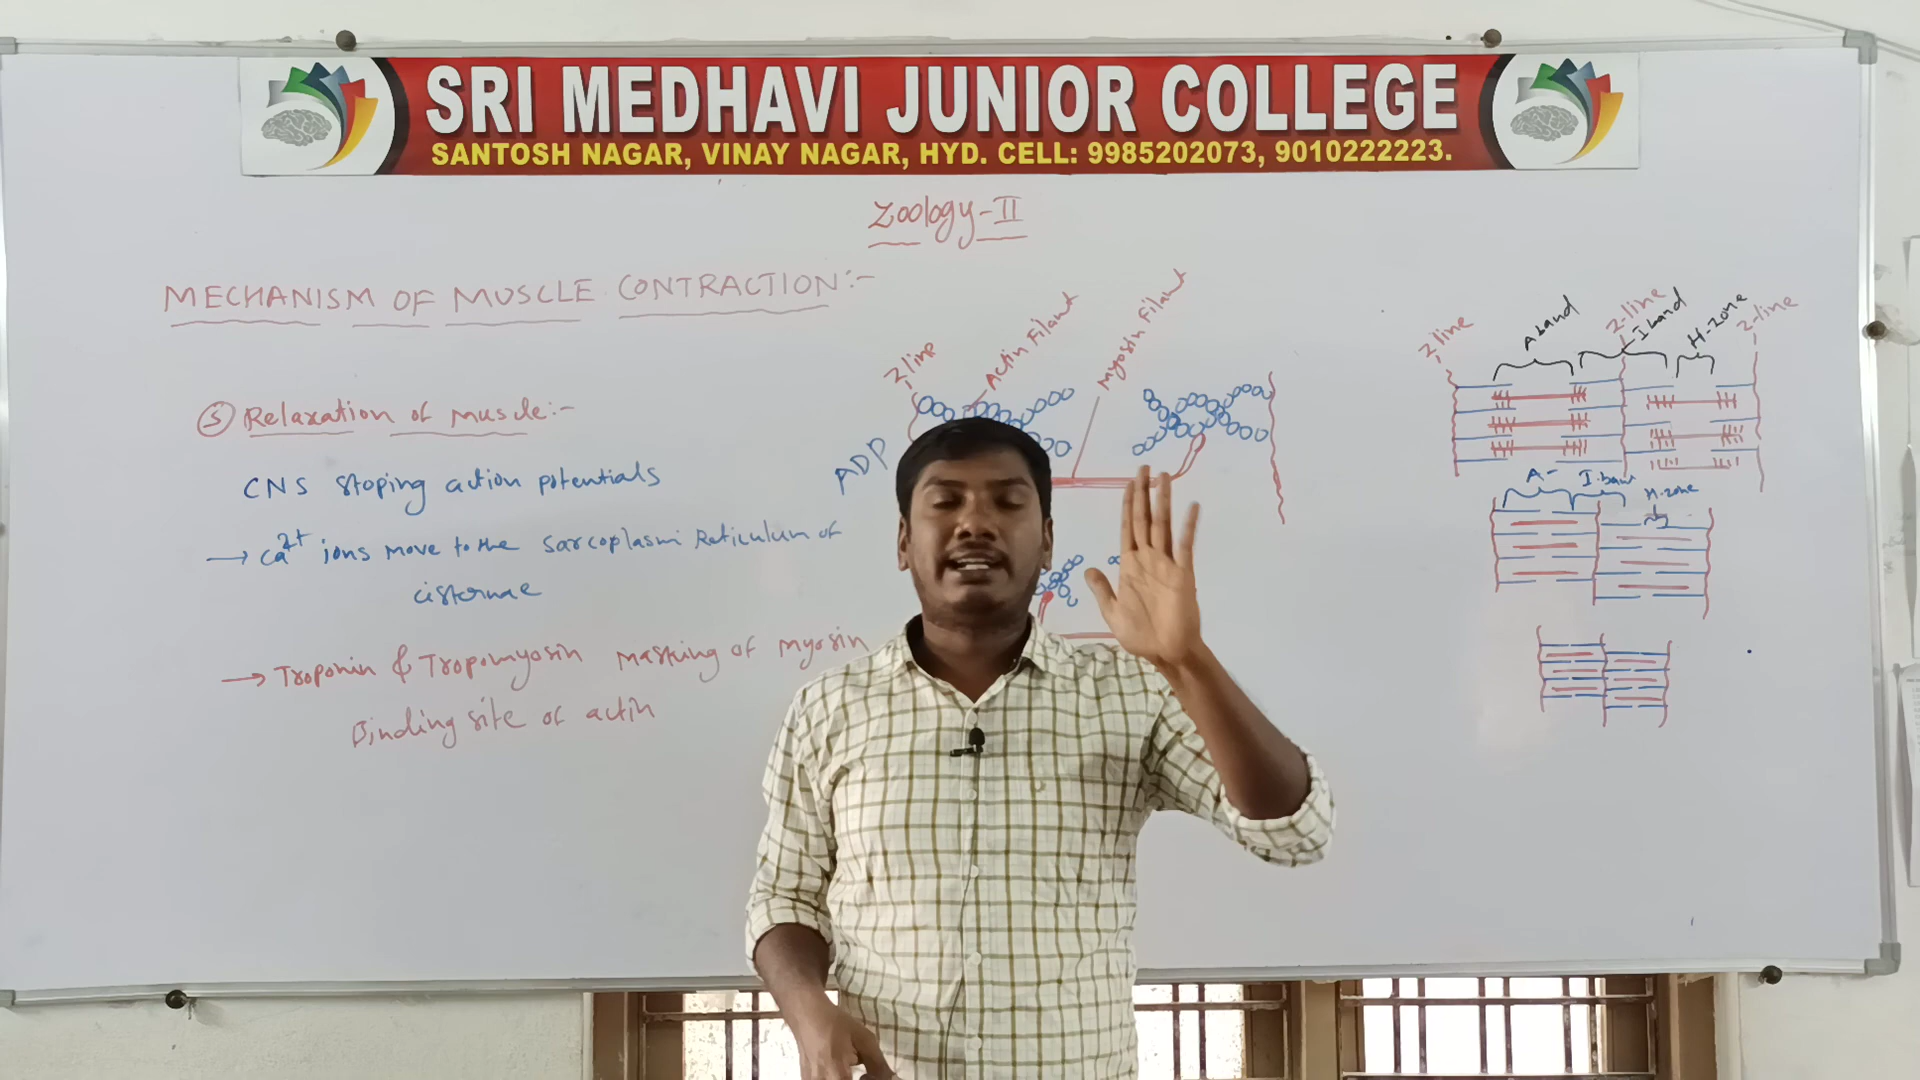 SRI MEDHAVI JUNIOR COLLEGE
SANTOSH NAGAR, VINAY NAGAR, HYD. CELL: 9985202073, 9010222223.
Zoology-II
MECHANISM OF MUSCLE CONTRACTION:-
⑤ Relaxation of muscle:-
CNS stoping action potentials
→ Ca2+ ions move to the sarcoplasmi Reticulum of
cisternae
→ Troponin & Tropomyosin masking of myosin
Binding site of actin
Z line
Actin Filamt
Myosin Filamt
ADP
Z line
A band
Z-line
I band
H-zone
Z-line
A-
I-band
H-zone